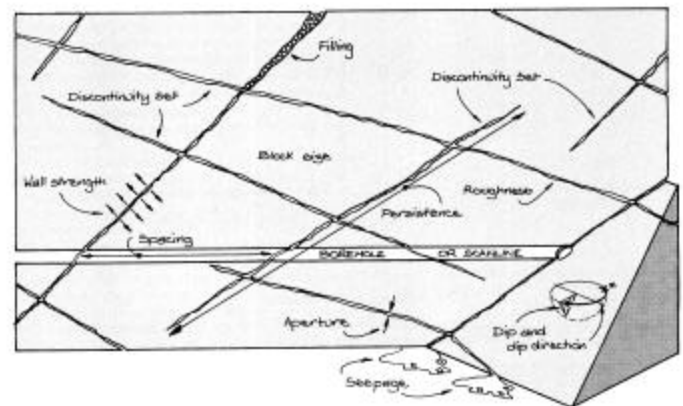 Filling
Discontinuity set
Discontinuity set
Block size
Wall strength
Roughness
Persistence
Spacing
BOREHOLE OR SCANLINE
Aperture
Dip and
dip direction
Seepage